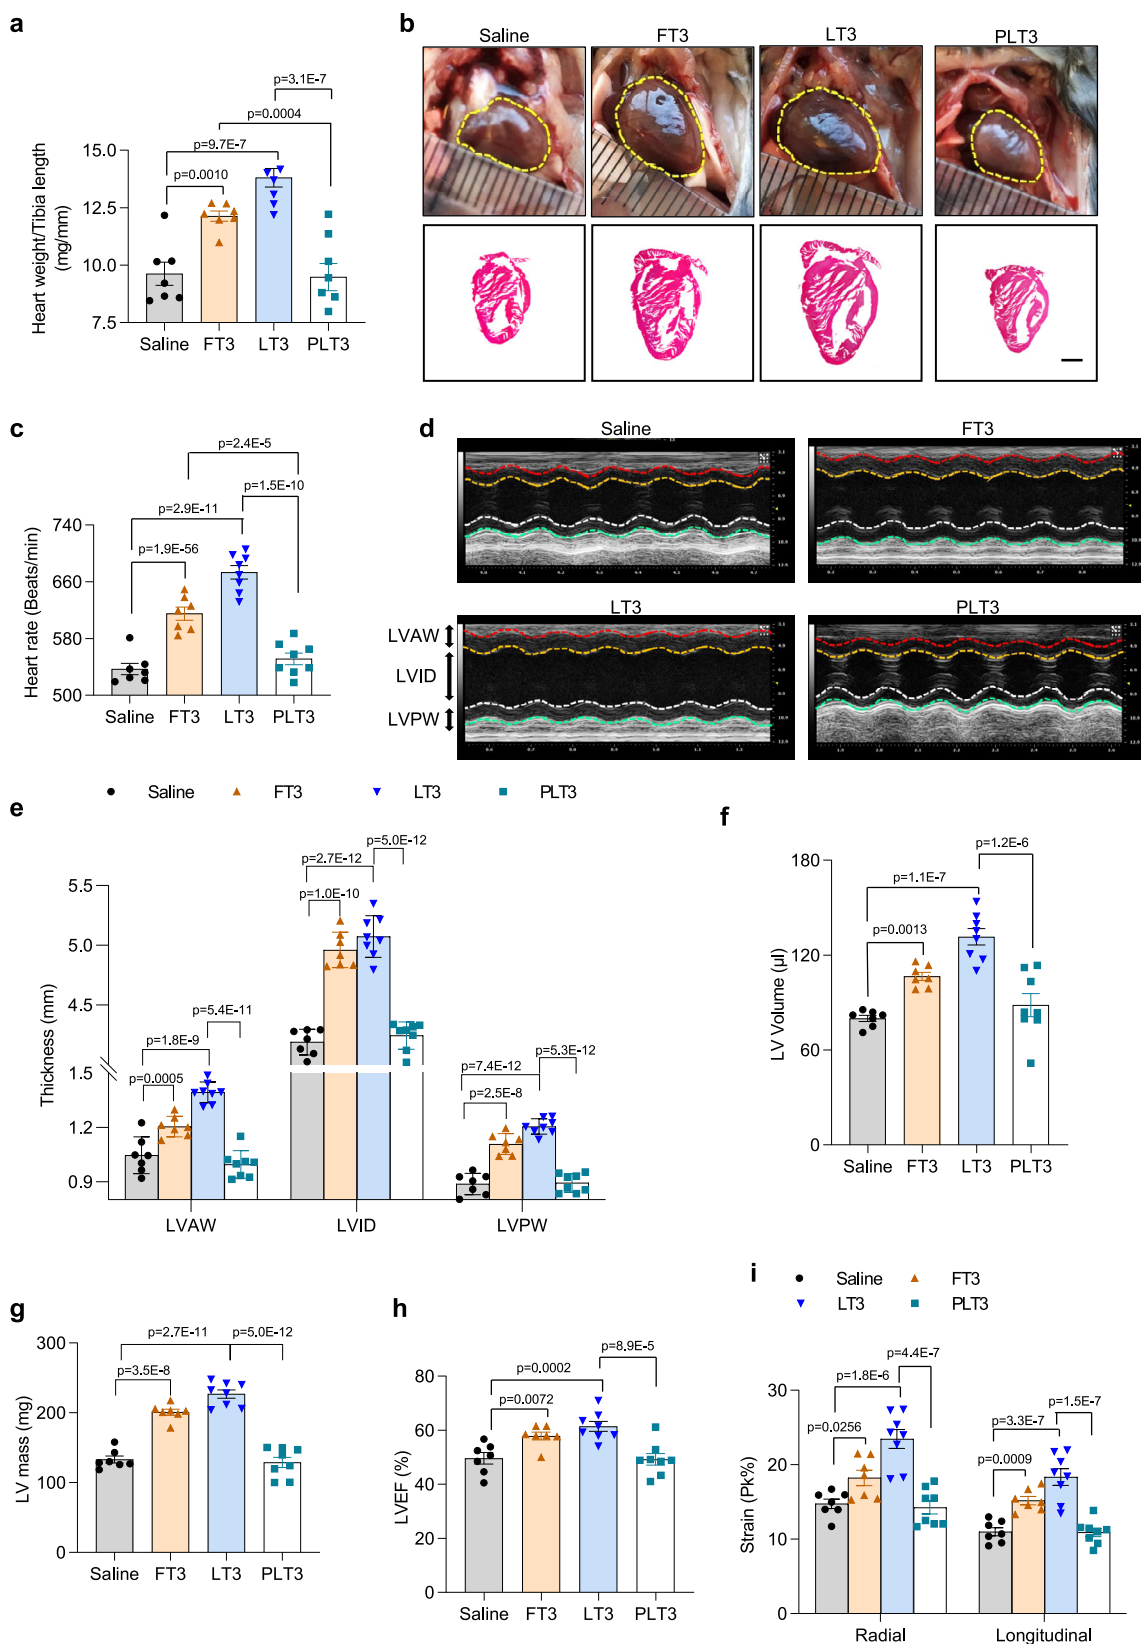 a
p=3.1E-7
p=0.0004
p=9.7E-7
p=0.0010
Heart weight/Tibia length
(mg/mm)
15.0
12.5
10.0
7.5
Saline FT3 LT3 PLT3
b
Saline FT3 LT3 PLT3
c
p=2.4E-5
p=1.5E-10
p=2.9E-11
p=1.9E-56
Heart rate (Beats/min)
740
660
580
500
Saline FT3 LT3 PLT3
d
Saline FT3
LT3 PLT3
LVAW
LVID
LVPW
Saline FT3 LT3 PLT3
e
p=5.0E-12
p=2.7E-12
p=1.0E-10
p=5.4E-11
p=1.8E-9
p=0.0005
p=5.3E-12
p=7.4E-12
p=2.5E-8
Thickness (mm)
5.5
5.0
4.5
1.5
1.2
0.9
LVAW LVID LVPW
f
p=1.2E-6
p=1.1E-7
p=0.0013
LV Volume (µl)
180
120
60
0
Saline FT3 LT3 PLT3
g
p=2.7E-11 p=5.0E-12
p=3.5E-8
LV mass (mg)
300
200
100
0
Saline FT3 LT3 PLT3
h
p=8.9E-5
p=0.0002
p=0.0072
LVEF (%)
80
60
40
20
0
Saline FT3 LT3 PLT3
i
Saline FT3
LT3 PLT3
p=4.4E-7
p=1.8E-6
p=0.0256
p=1.5E-7
p=3.3E-7
p=0.0009
Strain (Pk%)
30
20
10
0
Radial Longitudinal